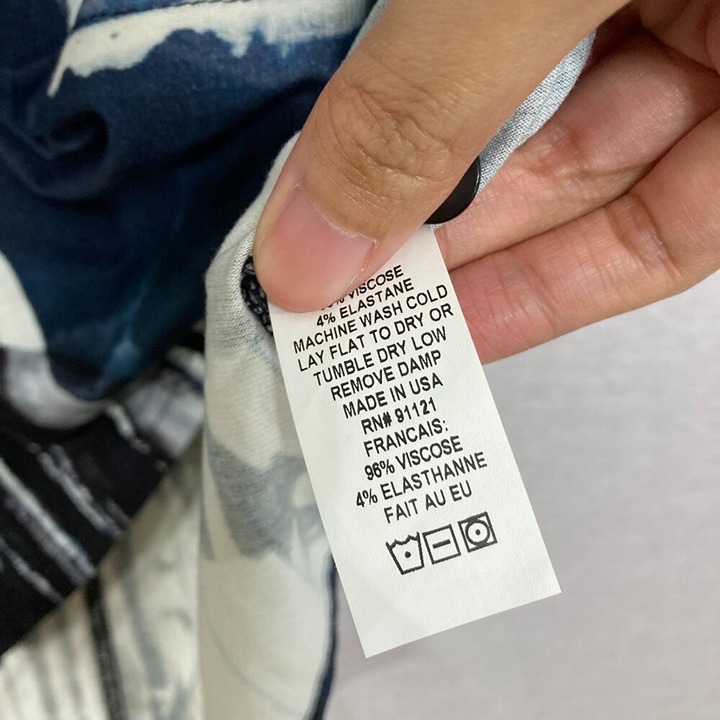 VISCOSE
4% ELASTANE
MACHINE WASH COLD
LAY FLAT TO DRY OR
TUMBLE DRY LOW
REMOVE DAMP
MADE IN USA
RN# 91121
FRANCAIS:
96% VISCOSE
4% ELASTHANNE
FAIT AU EU